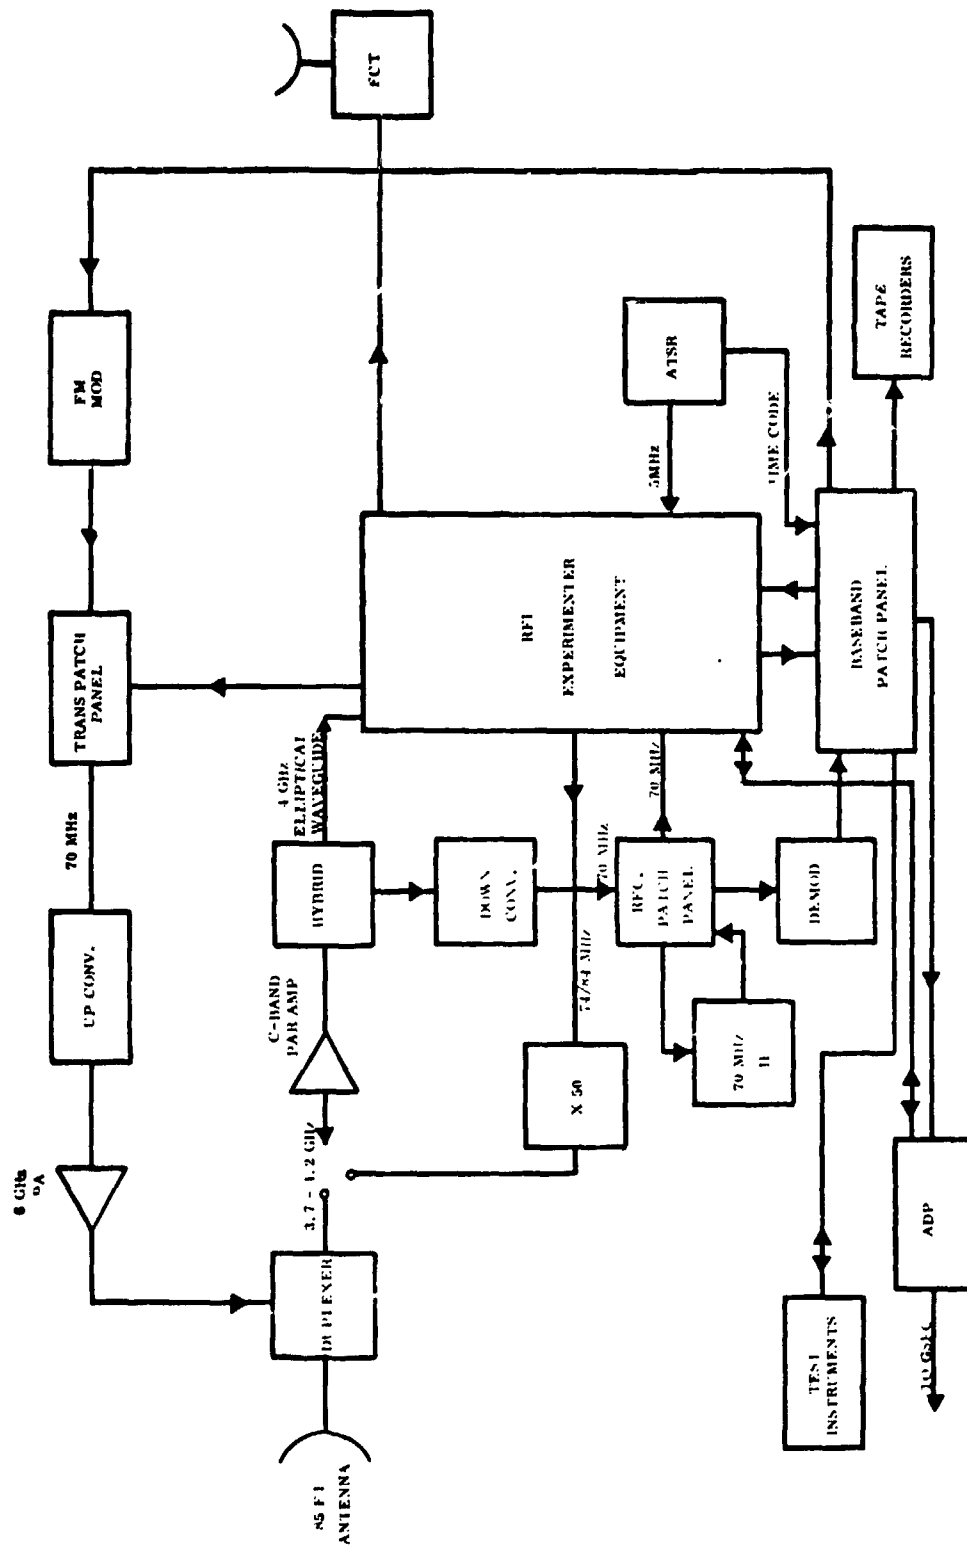 FCT
FM
MOD
TRANS PATCH
PANEL
70 MHz
UP CONV.
6 GHz
85 FT
ANTENNA
DUPLEXER
3.7 - 4.2 GHz
C-BAND
PAR AMP
HYBRID
4 GHz
ELLIPTICAL
WAVEGUIDE
DOWN
CONV.
70 MHz
REC.
PATCH
PANEL
70 MHz
74/84 MHz
X 50
70 MHz
DEMOD
RFI
EXPERIMENTER
EQUIPMENT
5MHz
ATSR
TIME CODE
TAPE
RECORDERS
BASEBAND
PATCH PANEL
TEST
INSTRUMENTS
ADP
TO GSFC